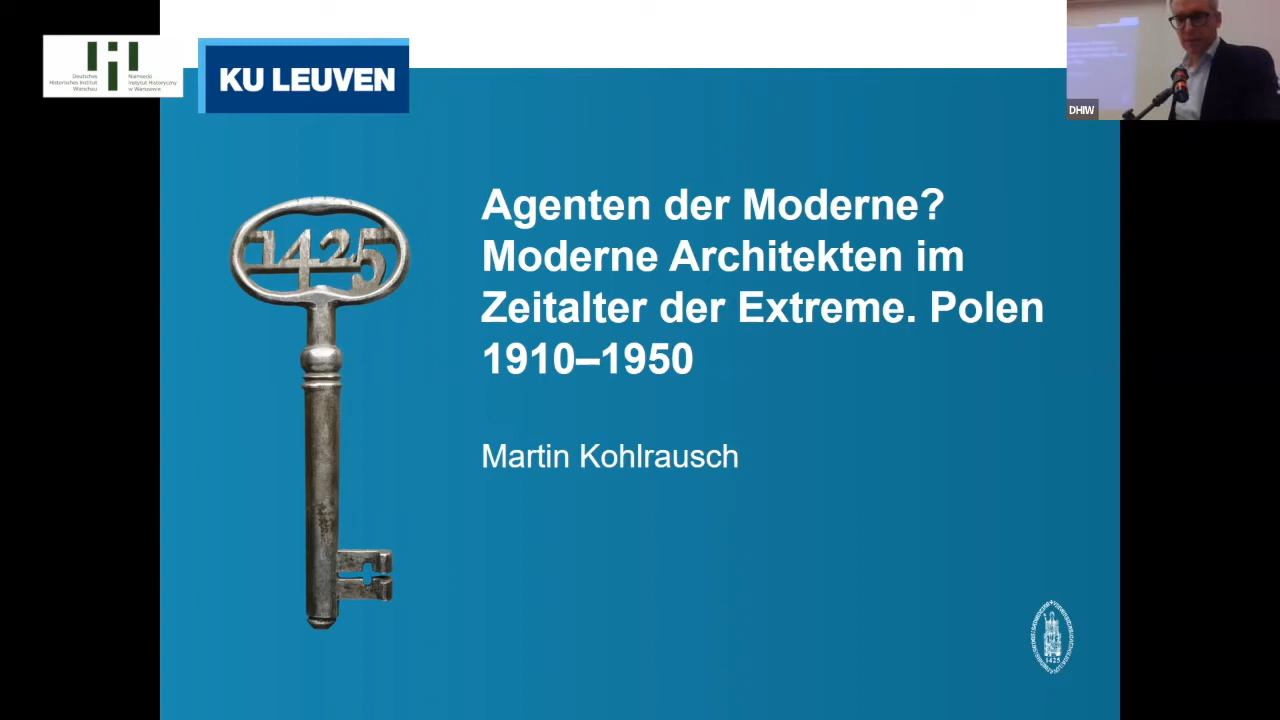 Deutsches
Historisches Institut
Warschau
Niemiecki
Instytut Historyczny
w Warszawie
KU LEUVEN
DHIW
1425
Agenten der Moderne?
Moderne Architekten im
Zeitalter der Extreme. Polen
1910–1950
Martin Kohlrausch
1425